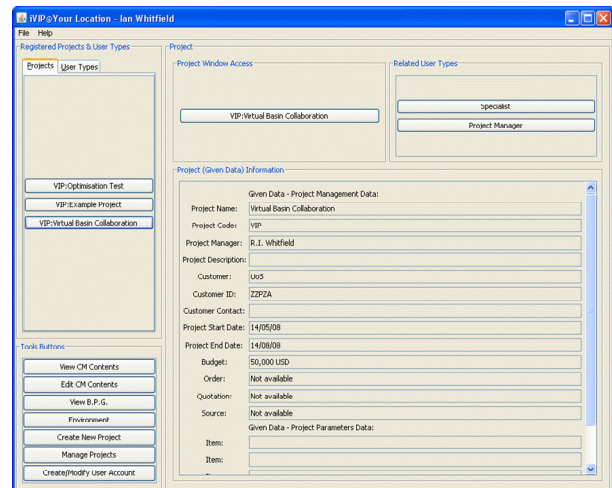 iVIP@Your Location - Ian Whitfield
File Help
Registered Projects & User Types
Projects User Types
VIP:Optimisation Test
VIP:Example Project
VIP:Virtual Basin Collaboration
Tools Buttons
View CM Contents
Edit CM Contents
View B.P.G.
Environment
Create New Project
Manage Projects
Create/Modify User Account
Project
Project Window Access
VIP:Virtual Basin Collaboration
Related User Types
Specialist
Project Manager
Project (Given Data) Information
Given Data - Project Management Data:
Project Name: Virtual Basin Collaboration
Project Code: VIP
Project Manager: R.I. Whitfield
Project Description:
Customer: UoS
Customer ID: ZZPZA
Customer Contact:
Project Start Date: 14/05/08
Project End Date: 14/08/08
Budget: 50,000 USD
Order: Not available
Quotation: Not available
Source: Not available
Given Data - Project Parameters Data:
Item:
Item: